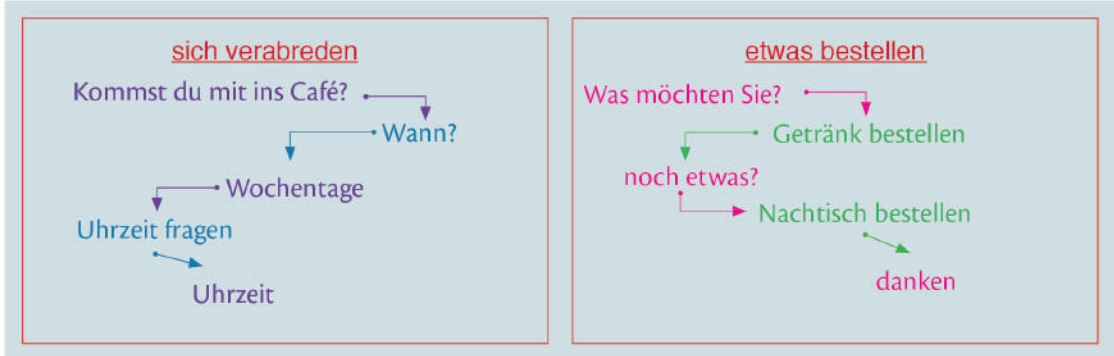 sich verabreden
Kommst du mit ins Café?
Wann?
Wochentage
Uhrzeit fragen
Uhrzeit
etwas bestellen
Was möchten Sie?
Getränk bestellen
noch etwas?
Nachtisch bestellen
danken